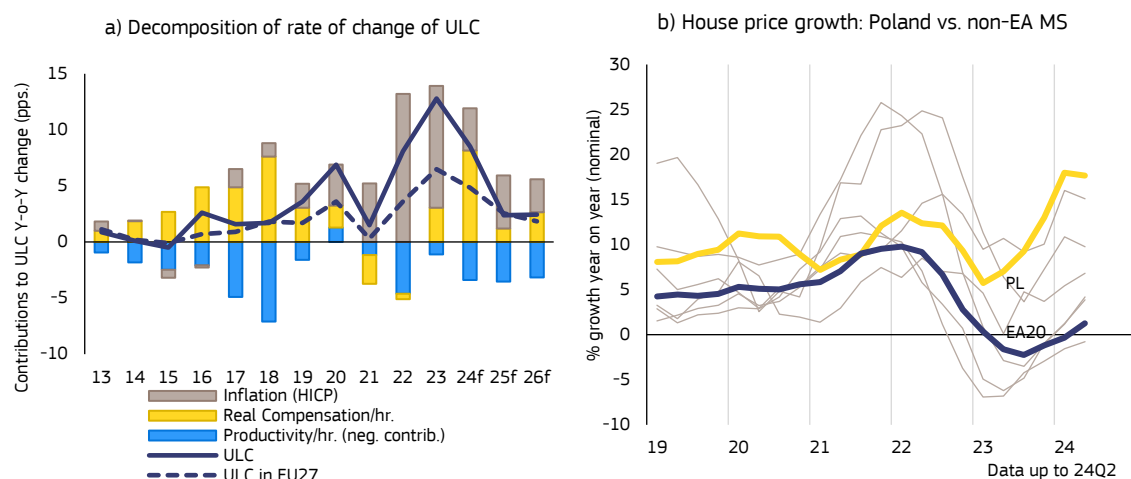 a) Decomposition of rate of change of ULC
Contributions to ULC Y-o-Y change (pps.)
15
10
5
0
-5
-10
13 14 15 16 17 18 19 20 21 22 23 24f 25f 26f
Inflation (HICP)
Real Compensation/hr.
Productivity/hr. (neg. contrib.)
ULC
ULC in EU27
b) House price growth: Poland vs. non-EA MS
% growth year on year (nominal)
30
25
20
15
10
5
0
-5
-10
PL
EA20
19 20 21 22 23 24
Data up to 24Q2